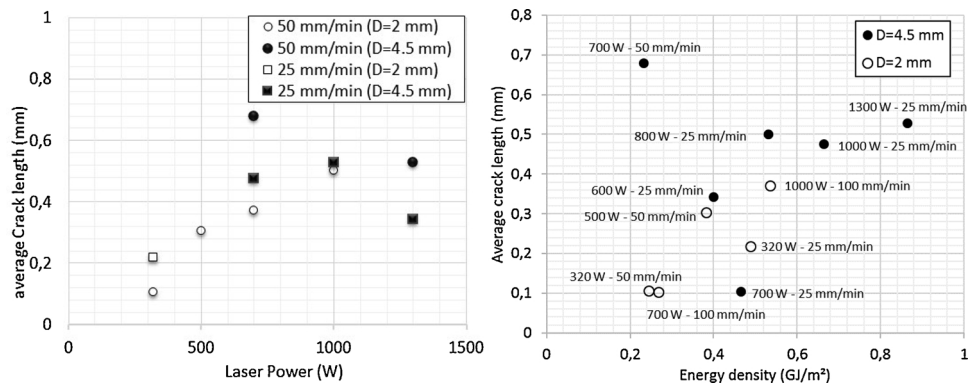 1
0,8
0,6
0,4
0,2
0
average Crack length (mm)
50 mm/min (D=2 mm)
50 mm/min (D=4.5 mm)
25 mm/min (D=2 mm)
25 mm/min (D=4.5 mm)
0 500 1000 1500
Laser Power (W)
0,8
0,7
0,6
0,5
0,4
0,3
0,2
0,1
0
Average crack length (mm)
D=4.5 mm
D=2 mm
700 W - 50 mm/min
1300 W - 25 mm/min
800 W - 25 mm/min
1000 W - 25 mm/min
600 W - 25 mm/min
1000 W - 100 mm/min
500 W - 50 mm/min
320 W - 25 mm/min
320 W - 50 mm/min
700 W - 25 mm/min
700 W - 100 mm/min
0 0,2 0,4 0,6 0,8 1
Energy density (GJ/m²)